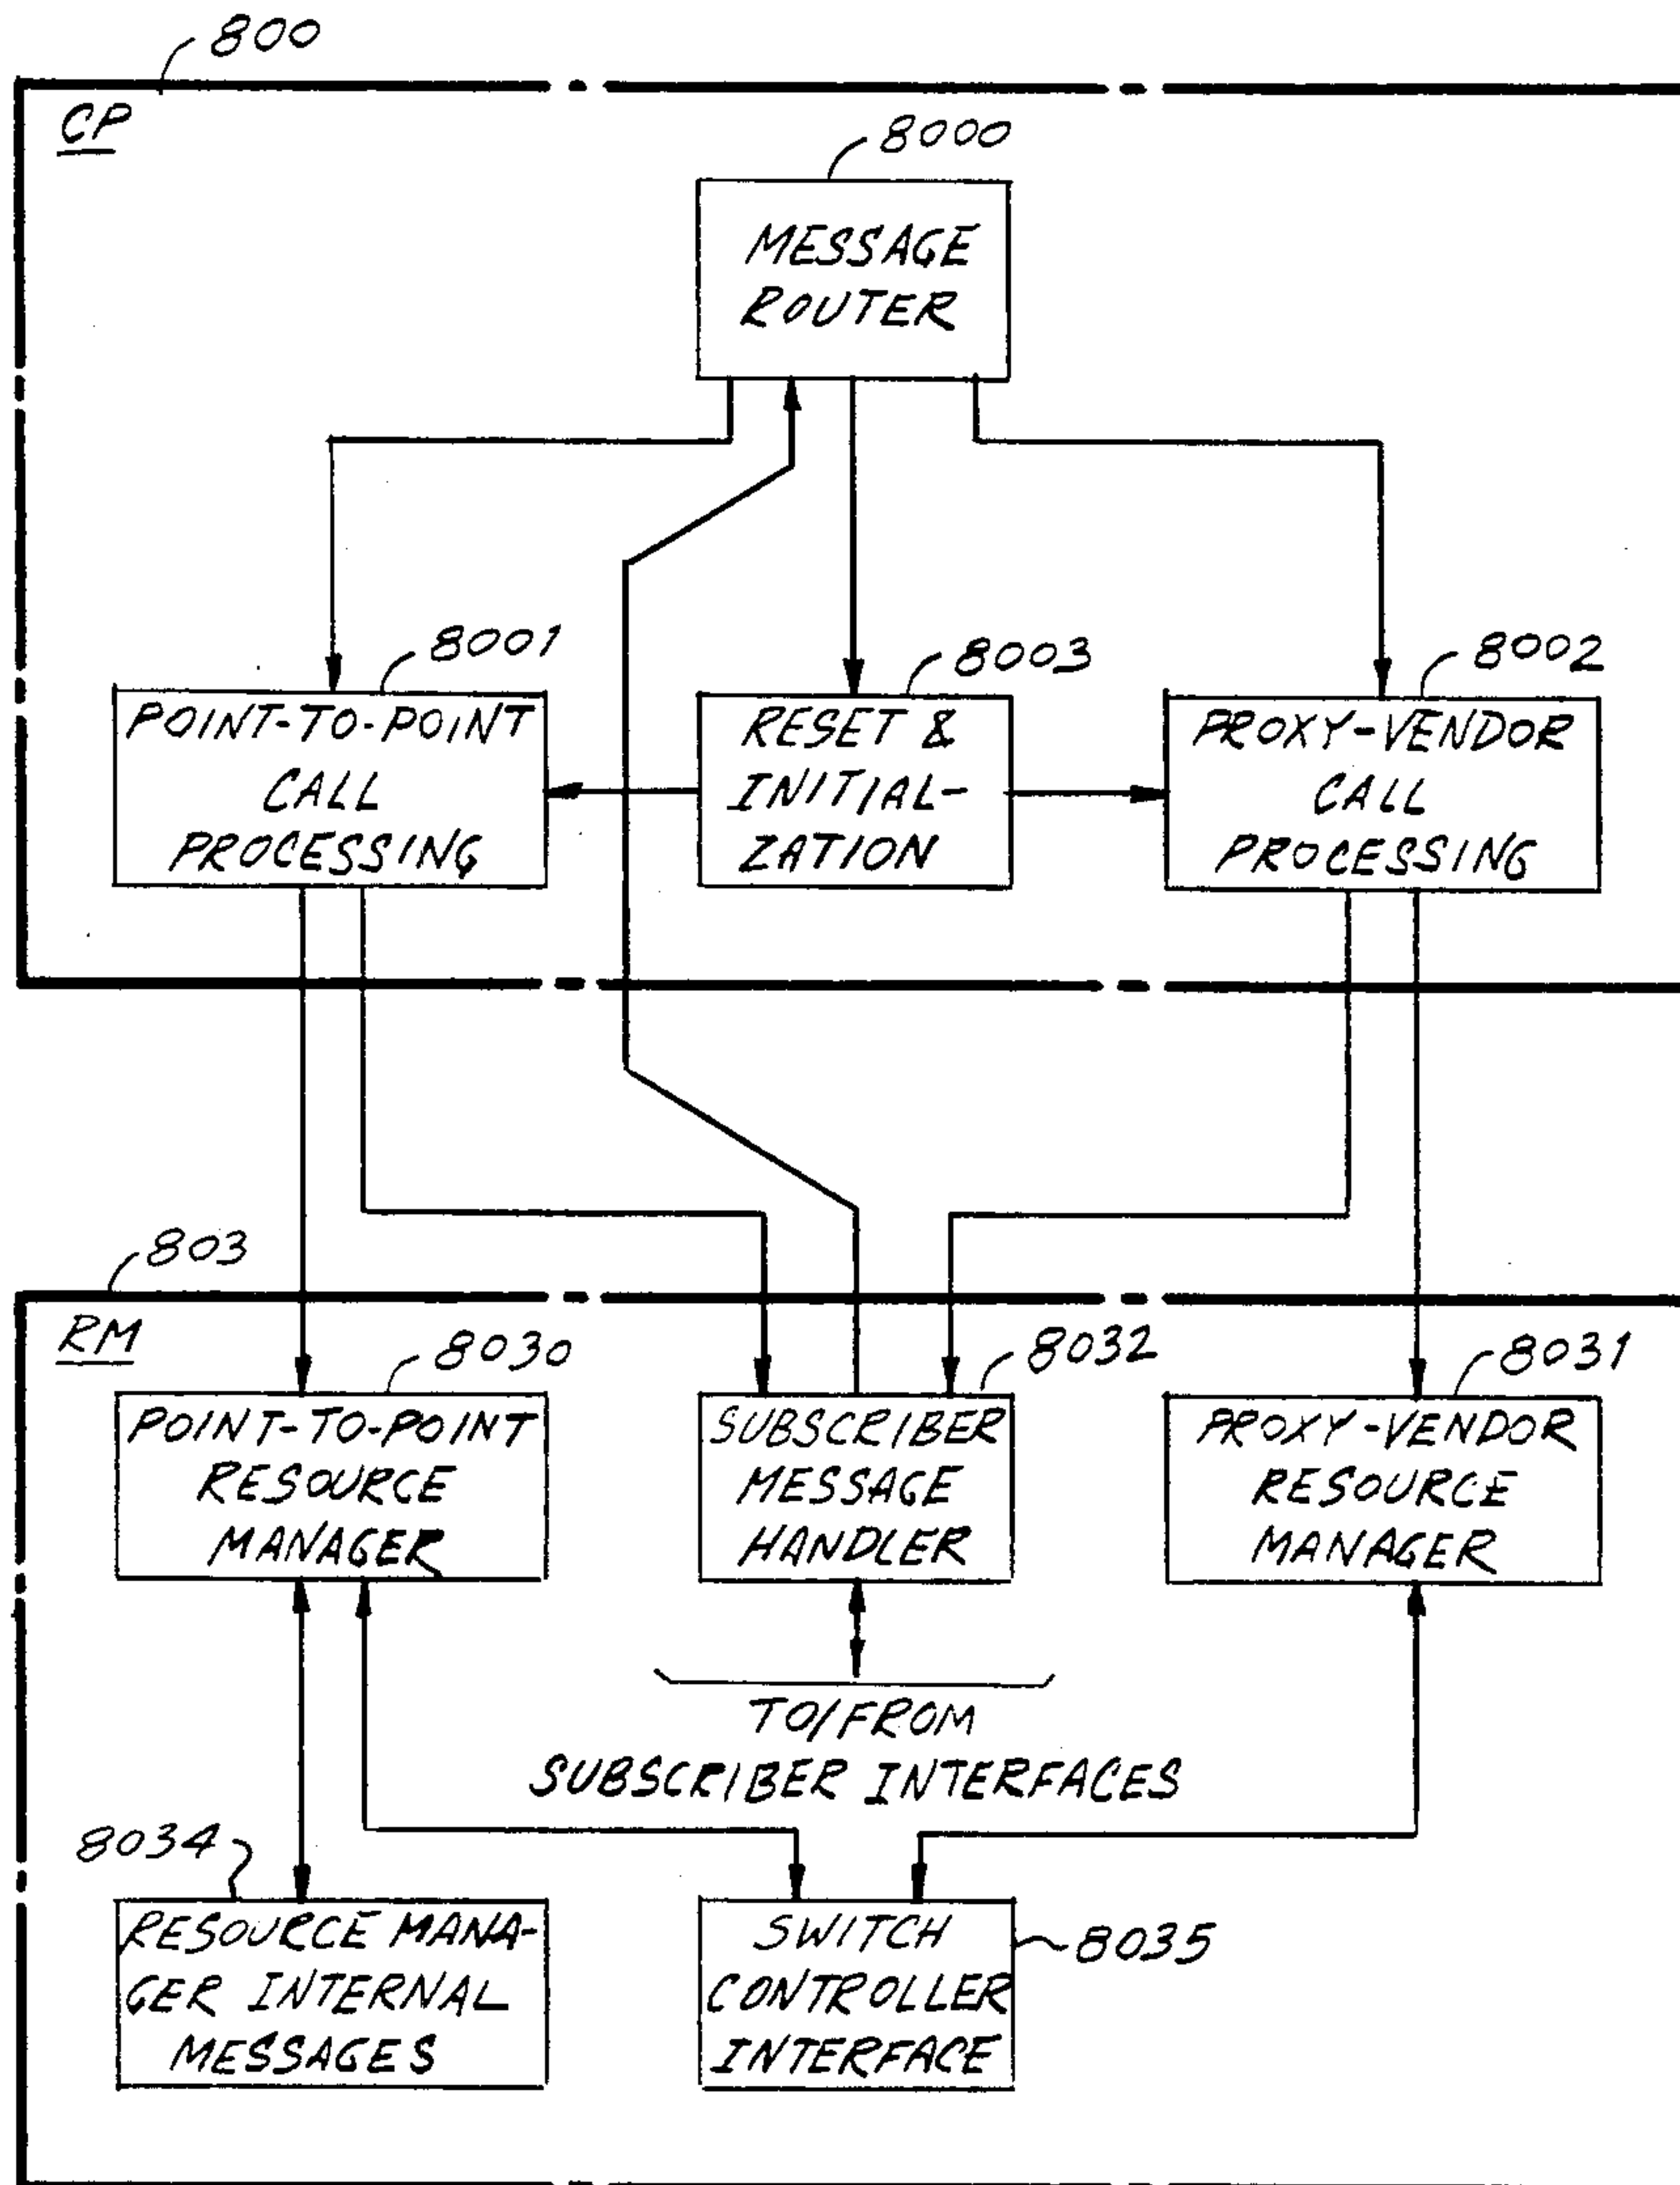 800
CP
8000
MESSAGE
ROUTER
8001
8003
8002
POINT-TO-POINT
CALL
PROCESSING
RESET &
INITIAL-
ZATION
PROXY-VENDOR
CALL
PROCESSING
803
RM
8030
8032
8031
POINT-TO-POINT
RESOURCE
MANAGER
SUBSCRIBER
MESSAGE
HANDLER
PROXY-VENDOR
RESOURCE
MANAGER
TO/FROM
SUBSCRIBER INTERFACES
8034
RESOURCE MANA-
GER INTERNAL
MESSAGES
SWITCH
CONTROLLER
INTERFACE
8035